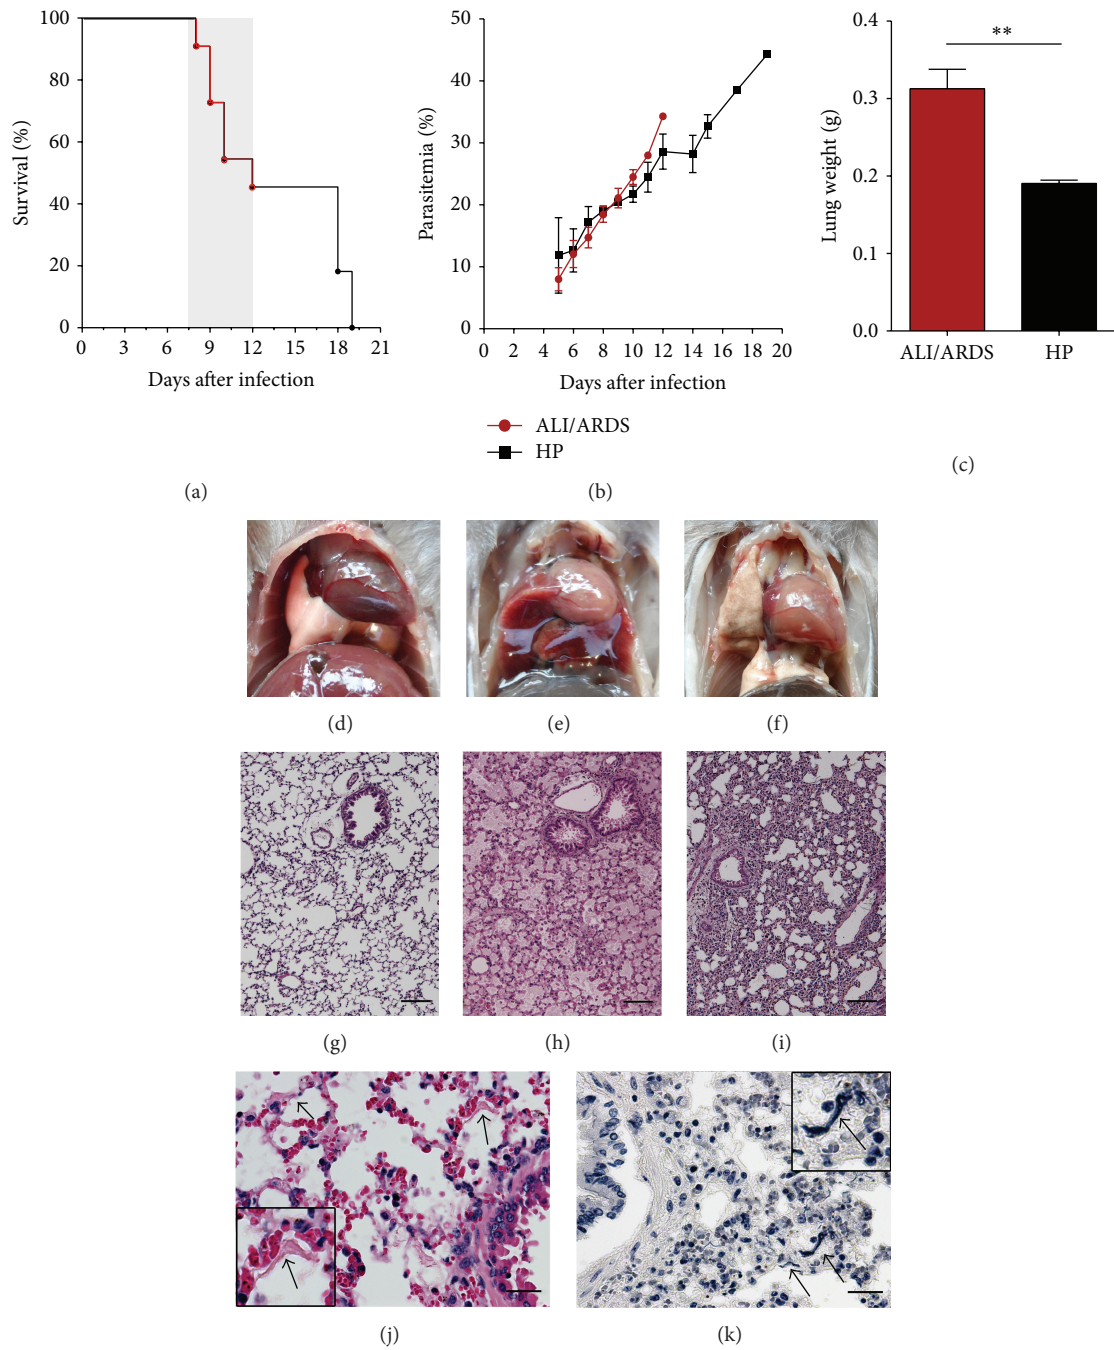 100
80
60
40
20
0
Survival (%)
0 3 6 9 12 15 18 21
Days after infection
(a)
50
40
30
20
10
0
Parasitemia (%)
0 2 4 6 8 10 12 14 16 18 20
Days after infection
ALI/ARDS
HP
(b)
0.4
0.3
0.2
0.1
0.0
Lung weight (g)
**
ALI/ARDS HP
(c)
(d) (e) (f)
(g) (h) (i)
(j) (k)